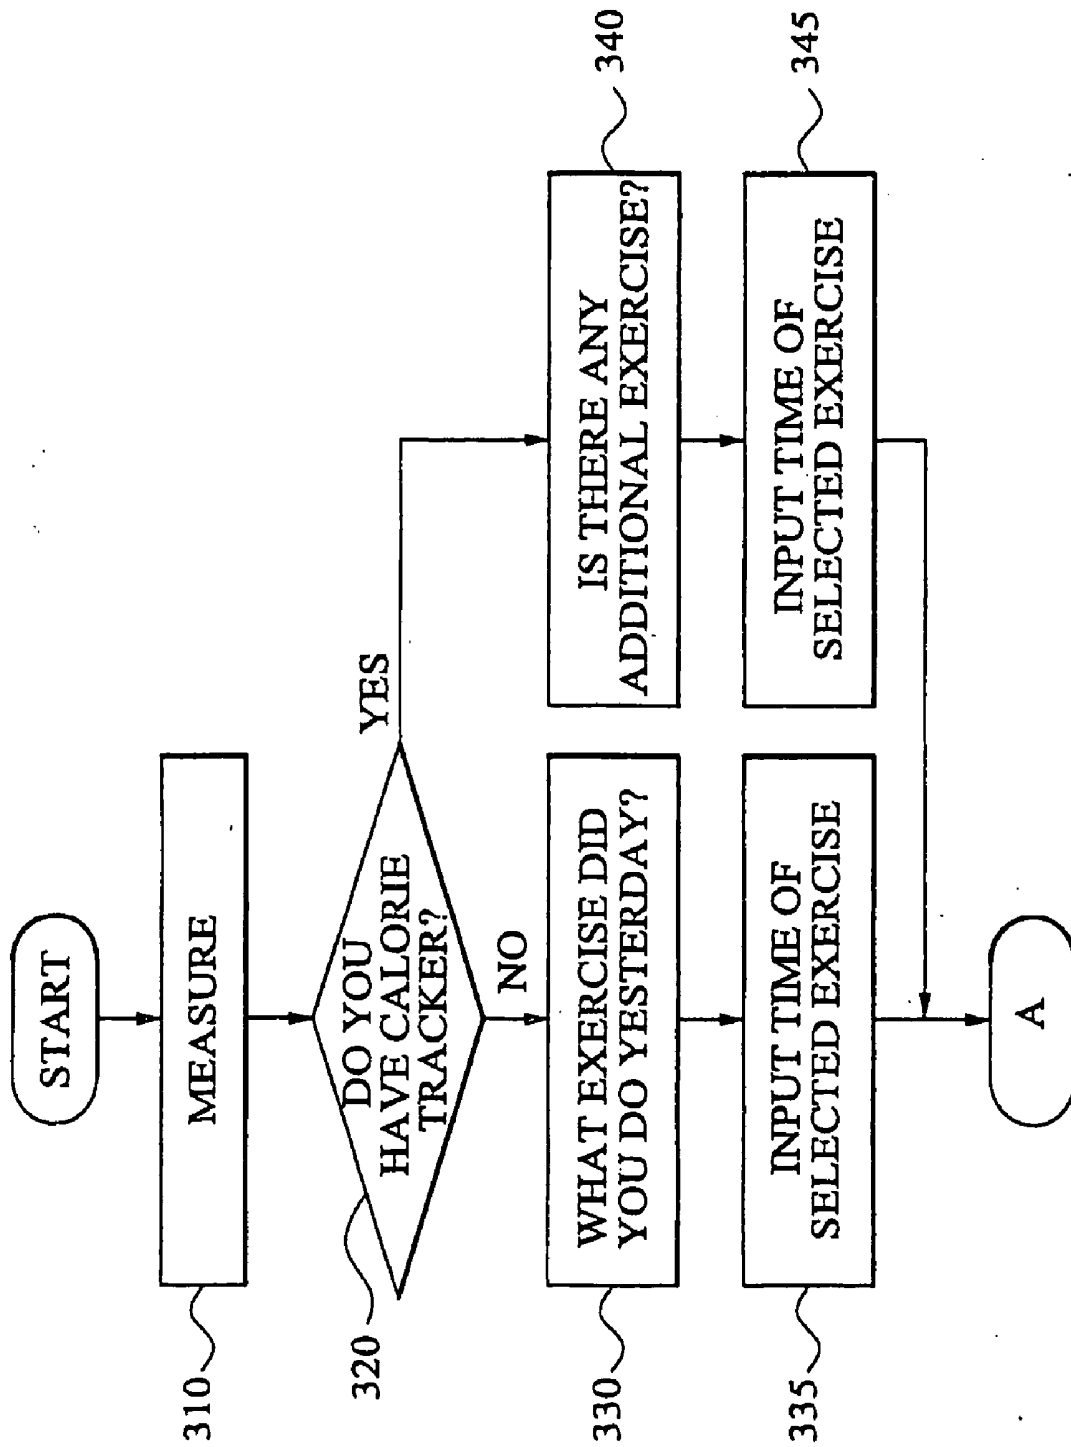 START
310
MEASURE
320
DO YOU
HAVE CALORIE
TRACKER?
YES
NO
330
WHAT EXERCISE DID
YOU DO YESTERDAY?
IS THERE ANY
ADDITIONAL EXERCISE?
340
335
INPUT TIME OF
SELECTED EXERCISE
INPUT TIME OF
SELECTED EXERCISE
345
A